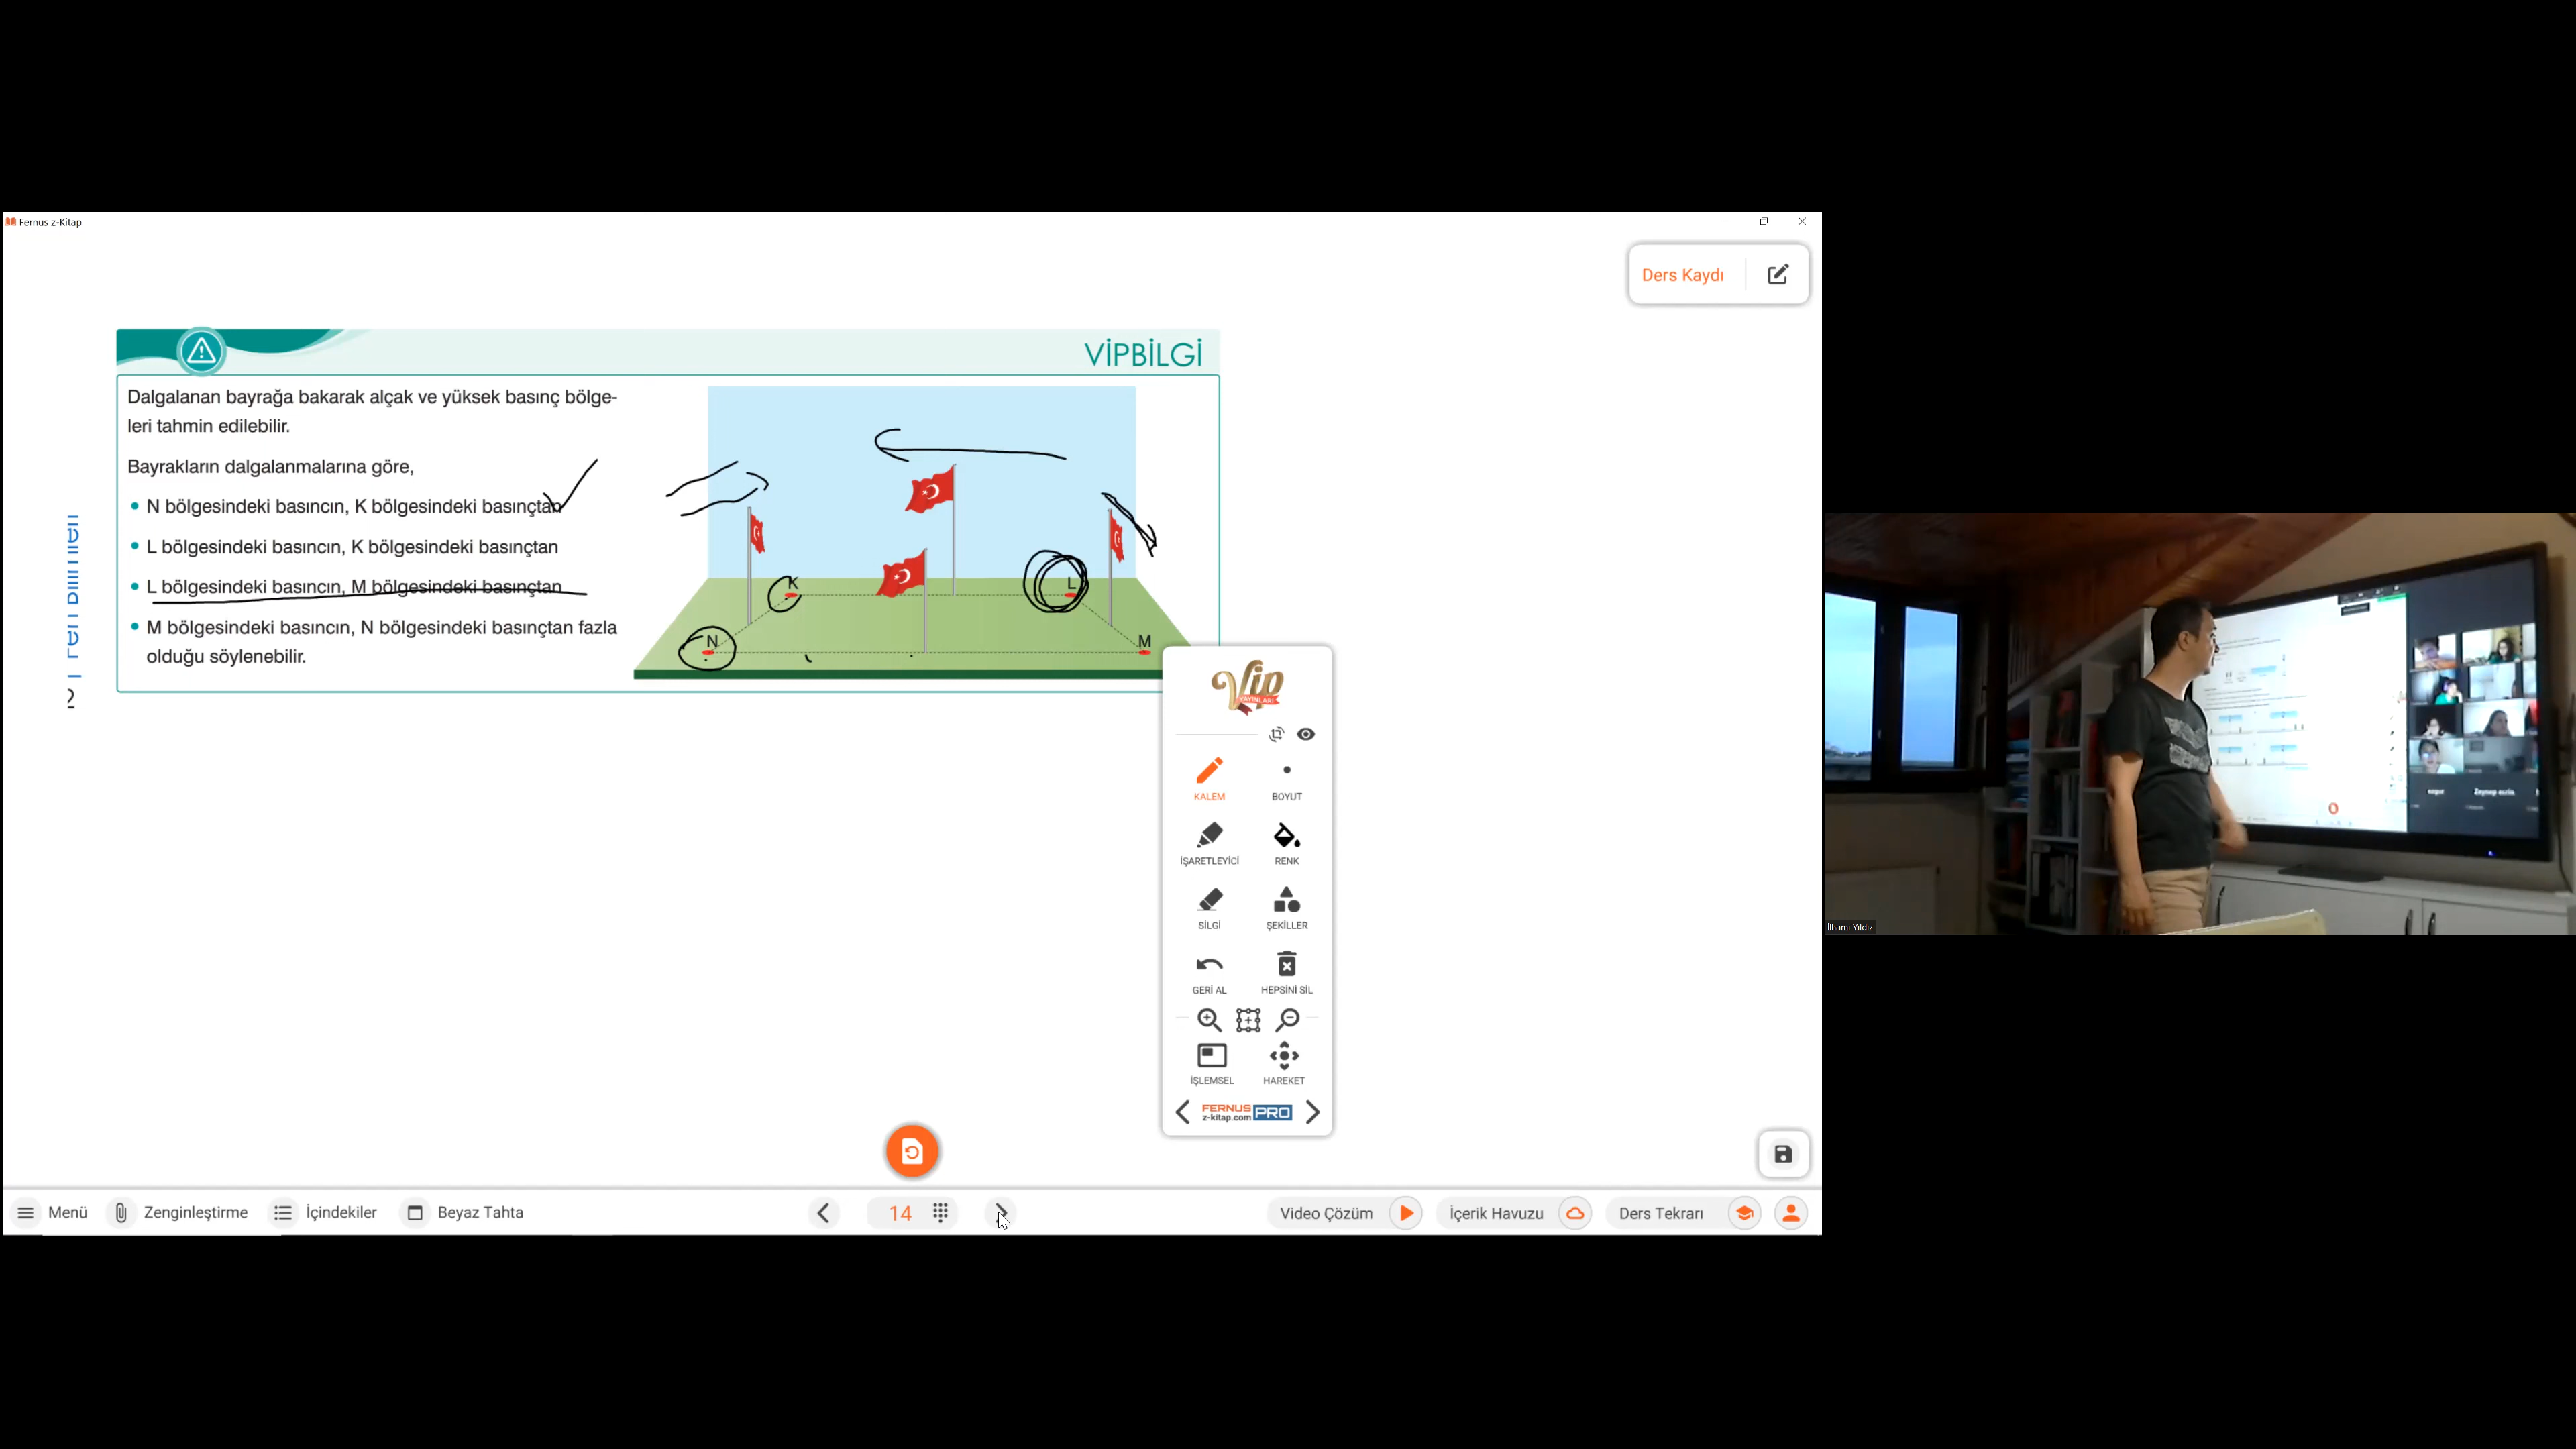 Fernus z-Kitap
Ders Kaydı
VİPBİLGİ
Dalgalanan bayrağa bakarak alçak ve yüksek basınç bölge-
leri tahmin edilebilir.
Bayrakların dalgalanmalarına göre,
• N bölgesindeki basıncın, K bölgesindeki basınçtan
• L bölgesindeki basıncın, K bölgesindeki basınçtan
• L bölgesindeki basıncın, M bölgesindeki basınçtan
• M bölgesindeki basıncın, N bölgesindeki basınçtan fazla
olduğu söylenebilir.
K
L
N
M
Vip
YAYINLARI
KALEM
BOYUT
İŞARETLEYİCİ
RENK
SİLGİ
ŞEKİLLER
GERİ AL
HEPSİNİ SİL
İŞLEMSEL
HAREKET
FERNUS PRO
z-kitap.com
Menü
Zenginleştirme
İçindekiler
Beyaz Tahta
14
Video Çözüm
İçerik Havuzu
Ders Tekrarı
İlhami Yıldız